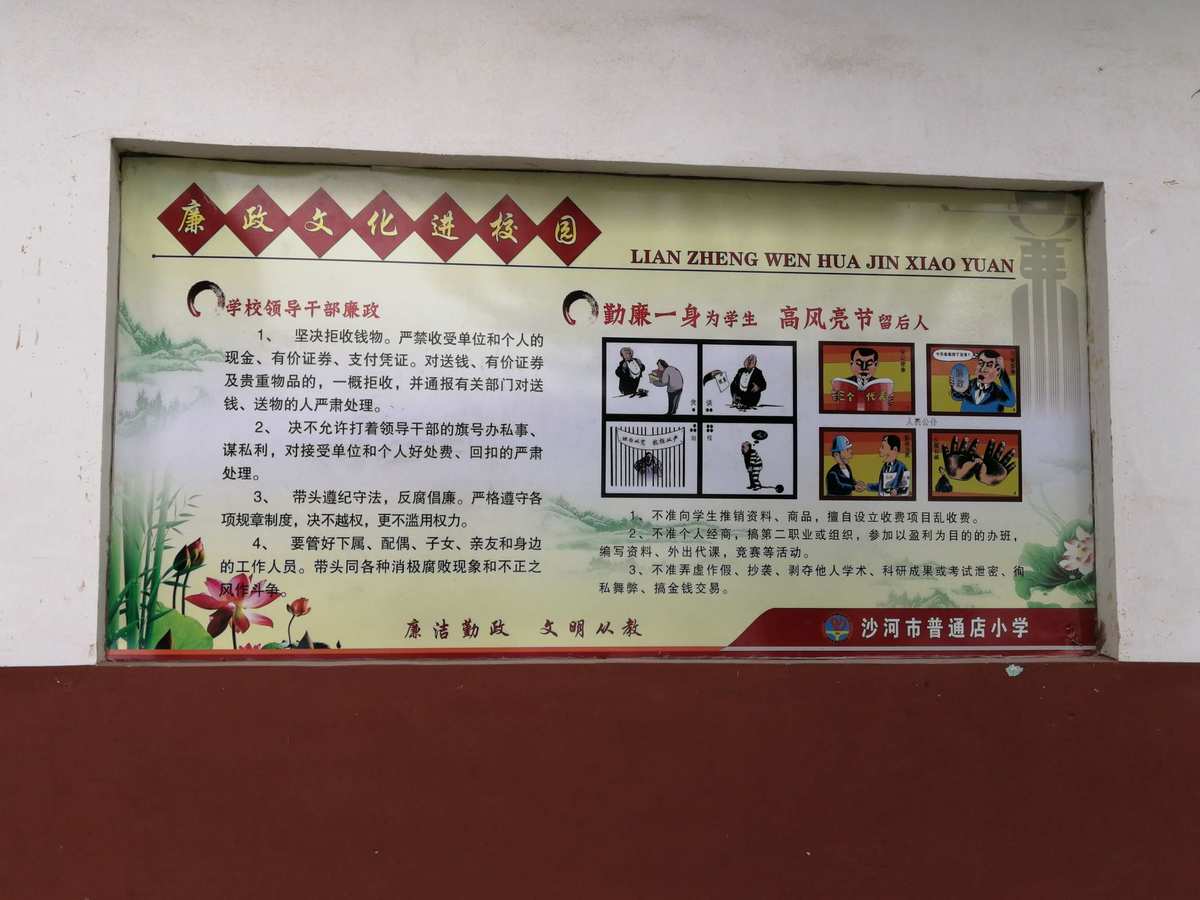 廉政文化进校园
LIAN ZHENG WEN HUA JIN XIAO YUAN
学校领导干部廉政
1、 坚决拒收钱物。严禁收受单位和个人的
现金、有价证券、支付凭证。对送钱、有价证券
及贵重物品的，一概拒收，并通报有关部门对送
钱、送物的人严肃处理。
2、 决不允许打着领导干部的旗号办私事、
谋私利，对接受单位和个人好处费、回扣的严肃
处理。
3、 带头遵纪守法，反腐倡廉。严格遵守各
项规章制度，决不越权，更不滥用权力。
4、 要管好下属、配偶、子女、亲友和身边
的工作人员。带头同各种消极腐败现象和不正之
风作斗争。
勤廉一身为学生 高风亮节留后人
人民公仆
1、不准向学生推销资料、商品，擅自设立收费项目乱收费。
2、不准个人经商，搞第二职业或组织，参加以盈利为目的的办班，
编写资料、外出代课，竞赛等活动。
3、不准弄虚作假、抄袭、剥夺他人学术、科研成果或考试泄密、徇
私舞弊、搞金钱交易。
廉洁勤政 文明从教
沙河市普通店小学